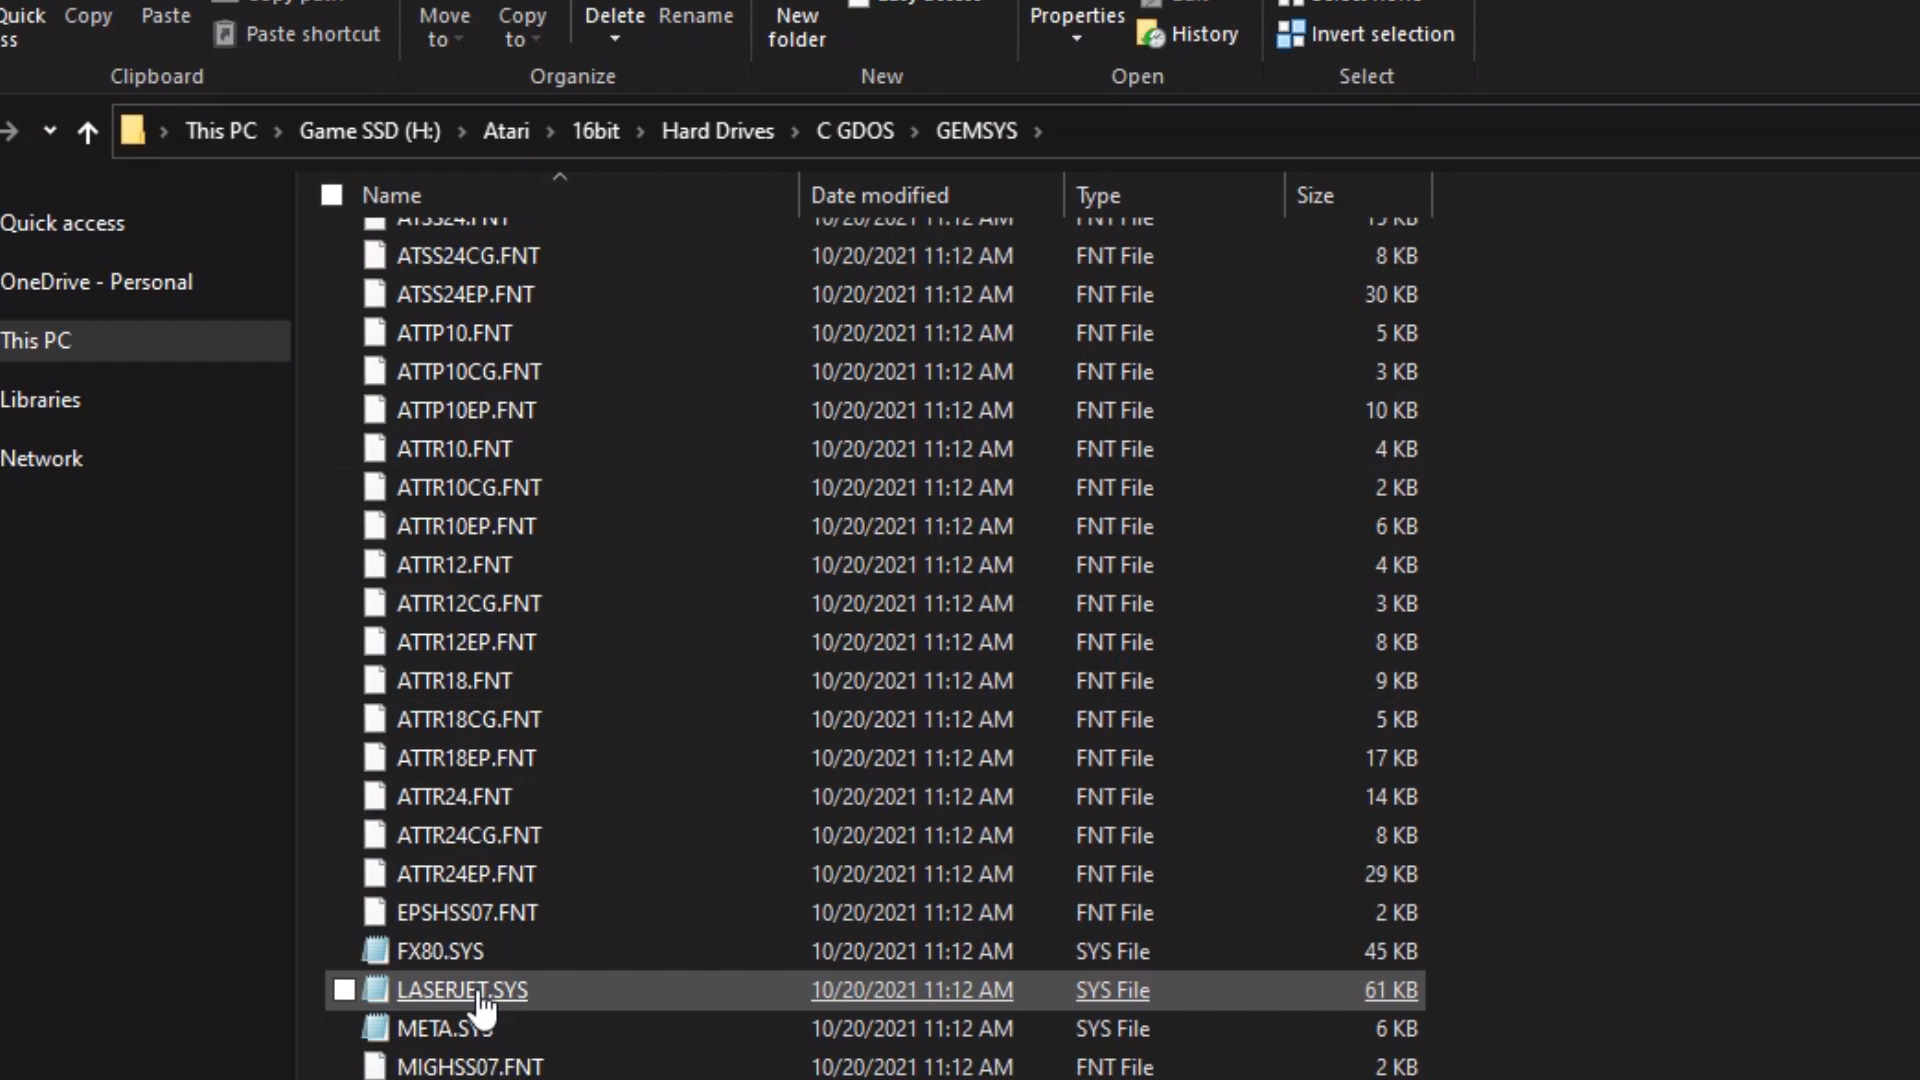 Quick
ss
Copy
Paste
Paste shortcut
Clipboard
Move to
Copy to
Delete
Rename
Organize
New folder
New
Properties
History
Open
Invert selection
Select
This PC > Game SSD (H:) > Atari > 16bit > Hard Drives > C GDOS > GEMSYS >
Quick access
OneDrive - Personal
This PC
Libraries
Network
Name Date modified Type Size
ATSS24.FNT 10/20/2021 11:12 AM FNT File 15 KB
ATSS24CG.FNT 10/20/2021 11:12 AM FNT File 8 KB
ATSS24EP.FNT 10/20/2021 11:12 AM FNT File 30 KB
ATTP10.FNT 10/20/2021 11:12 AM FNT File 5 KB
ATTP10CG.FNT 10/20/2021 11:12 AM FNT File 3 KB
ATTP10EP.FNT 10/20/2021 11:12 AM FNT File 10 KB
ATTR10.FNT 10/20/2021 11:12 AM FNT File 4 KB
ATTR10CG.FNT 10/20/2021 11:12 AM FNT File 2 KB
ATTR10EP.FNT 10/20/2021 11:12 AM FNT File 6 KB
ATTR12.FNT 10/20/2021 11:12 AM FNT File 4 KB
ATTR12CG.FNT 10/20/2021 11:12 AM FNT File 3 KB
ATTR12EP.FNT 10/20/2021 11:12 AM FNT File 8 KB
ATTR18.FNT 10/20/2021 11:12 AM FNT File 9 KB
ATTR18CG.FNT 10/20/2021 11:12 AM FNT File 5 KB
ATTR18EP.FNT 10/20/2021 11:12 AM FNT File 17 KB
ATTR24.FNT 10/20/2021 11:12 AM FNT File 14 KB
ATTR24CG.FNT 10/20/2021 11:12 AM FNT File 8 KB
ATTR24EP.FNT 10/20/2021 11:12 AM FNT File 29 KB
EPSHSS07.FNT 10/20/2021 11:12 AM FNT File 2 KB
FX80.SYS 10/20/2021 11:12 AM SYS File 45 KB
LASERJET.SYS 10/20/2021 11:12 AM SYS File 61 KB
META.SYS 10/20/2021 11:12 AM SYS File 6 KB
MIGHSS07.FNT 10/20/2021 11:12 AM FNT File 2 KB